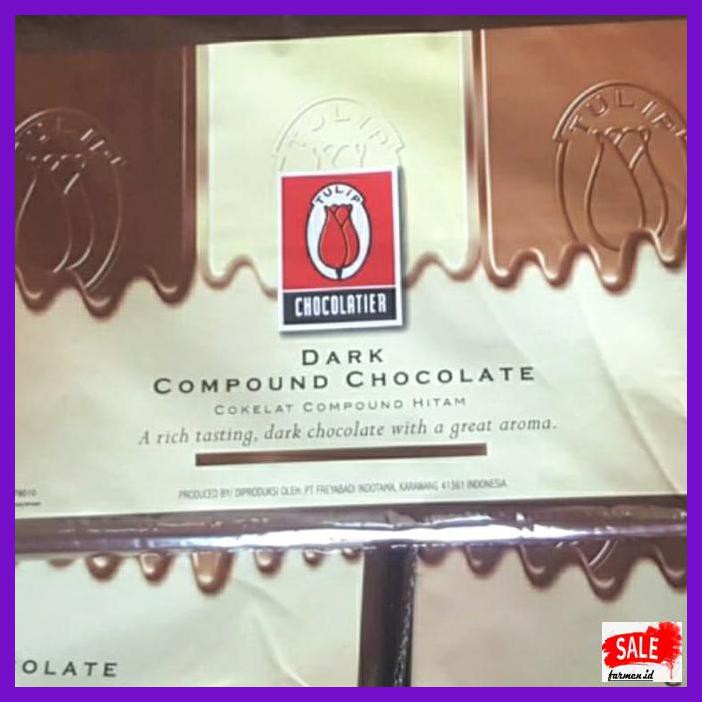 TULIP
TULIP
TULIP
TULIP
CHOCOLATIER
DARK
COMPOUND CHOCOLATE
COKELAT COMPOUND HITAM
A rich tasting, dark chocolate with a great aroma.
PRODUCED BY/ DIPRODUKSI OLEH: PT FREYABADI INDOTAMA, KARAWANG 41361 INDONESIA
OLATE
SALE
farmen.id